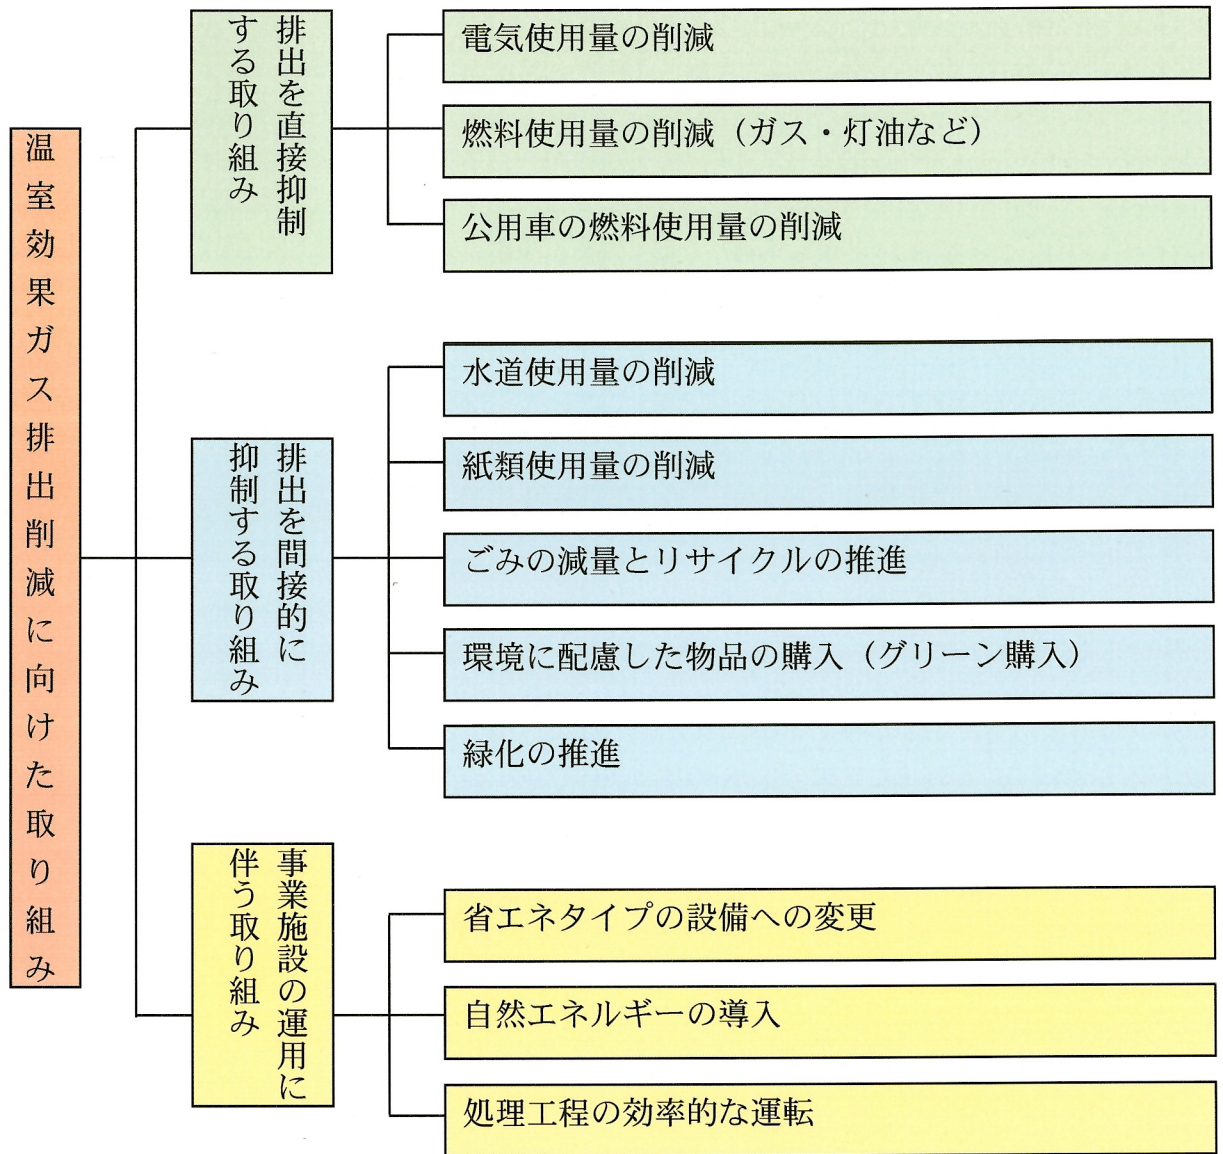 温室効果ガス排出削減に向けた取り組み
排出を直接抑制
する取り組み
電気使用量の削減
燃料使用量の削減（ガス・灯油など）
公用車の燃料使用量の削減
排出を間接的に
抑制する取り組み
水道使用量の削減
紙類使用量の削減
ごみの減量とリサイクルの推進
環境に配慮した物品の購入（グリーン購入）
緑化の推進
事業施設の運用に
伴う取り組み
省エネタイプの設備への変更
自然エネルギーの導入
処理工程の効率的な運転